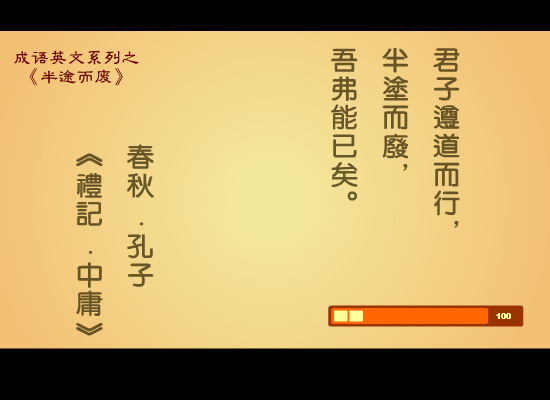 成语英文系列之
《半途而废》
君子遵道而行，
半塗而廢，
吾弗能已矣。
春秋．孔子
《禮記．中庸》
100